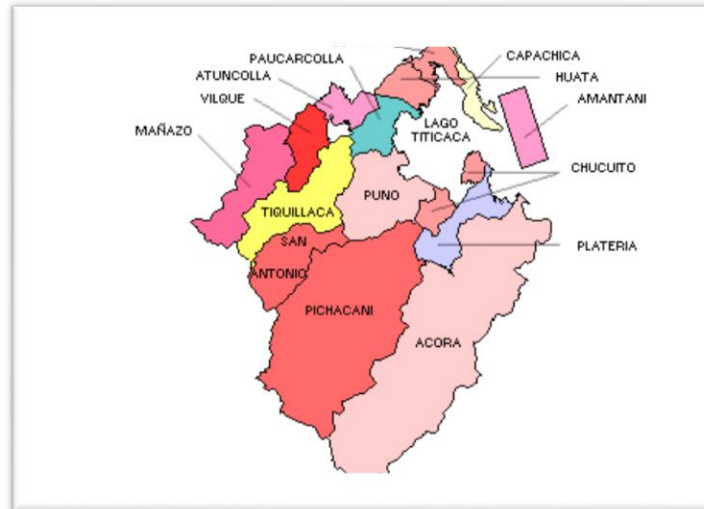 PAUCARCOLLA
CAPACHICA
ATUNCOLLA
HUATA
VILQUE
AMANTANI
LAGO
TITICACA
MAÑAZO
CHUCUITO
PUNO
TIQUILLACA
SAN
ANTONIO
PLATERIA
PICHACANI
ACORA